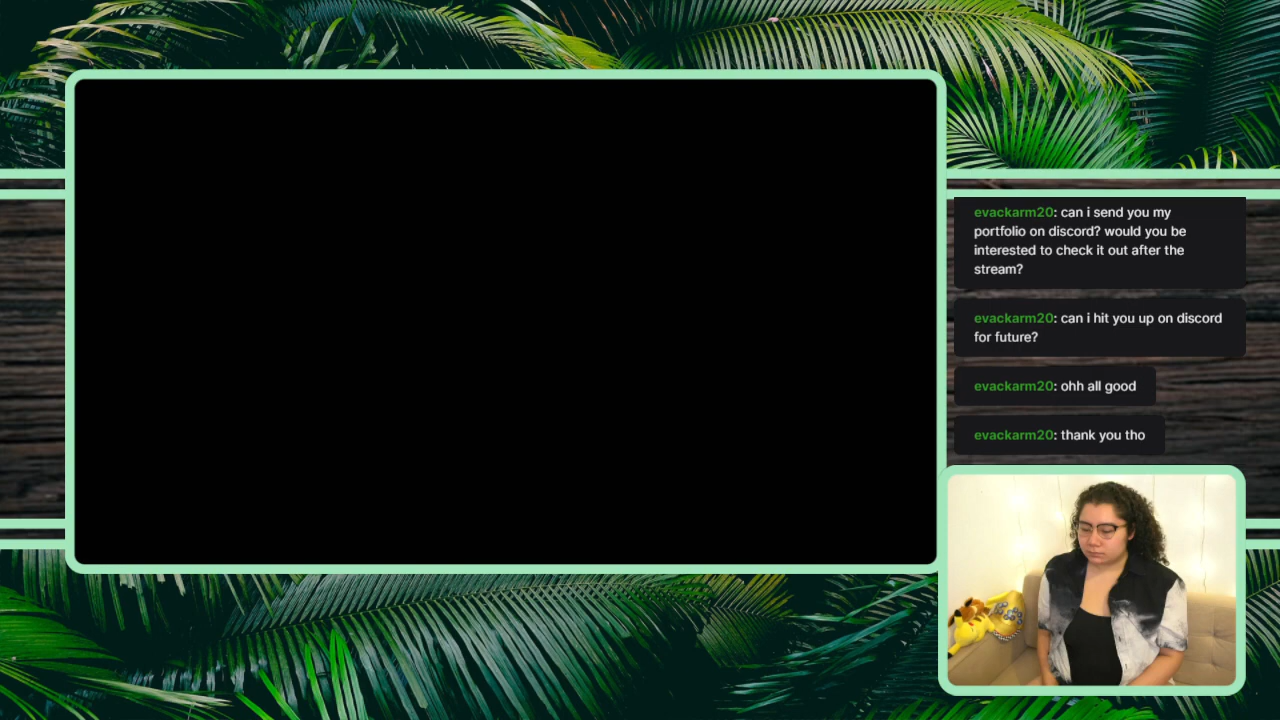 evackarm20: can i send you my
portfolio on discord? would you be
interested to check it out after the
stream?
evackarm20: can i hit you up on discord
for future?
evackarm20: ohh all good
evackarm20: thank you tho